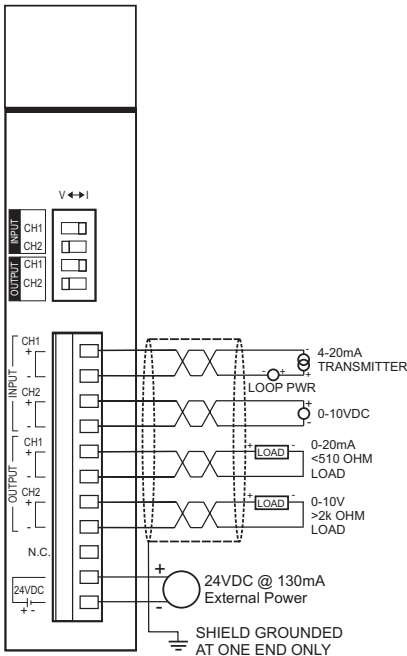 V ↔ I
INPUT
CH1
CH2
OUTPUT
CH1
CH2
INPUT
CH1
+
-
CH2
+
-
OUTPUT
CH1
+
-
CH2
+
-
N.C.
24VDC
+ -
-
4-20mA
TRANSMITTER
- +
+
LOOP PWR
+
0-10VDC
-
+ LOAD -
0-20mA
<510 OHM
LOAD
+ LOAD -
0-10V
>2k OHM
LOAD
+
24VDC @ 130mA
External Power
-
SHIELD GROUNDED
AT ONE END ONLY